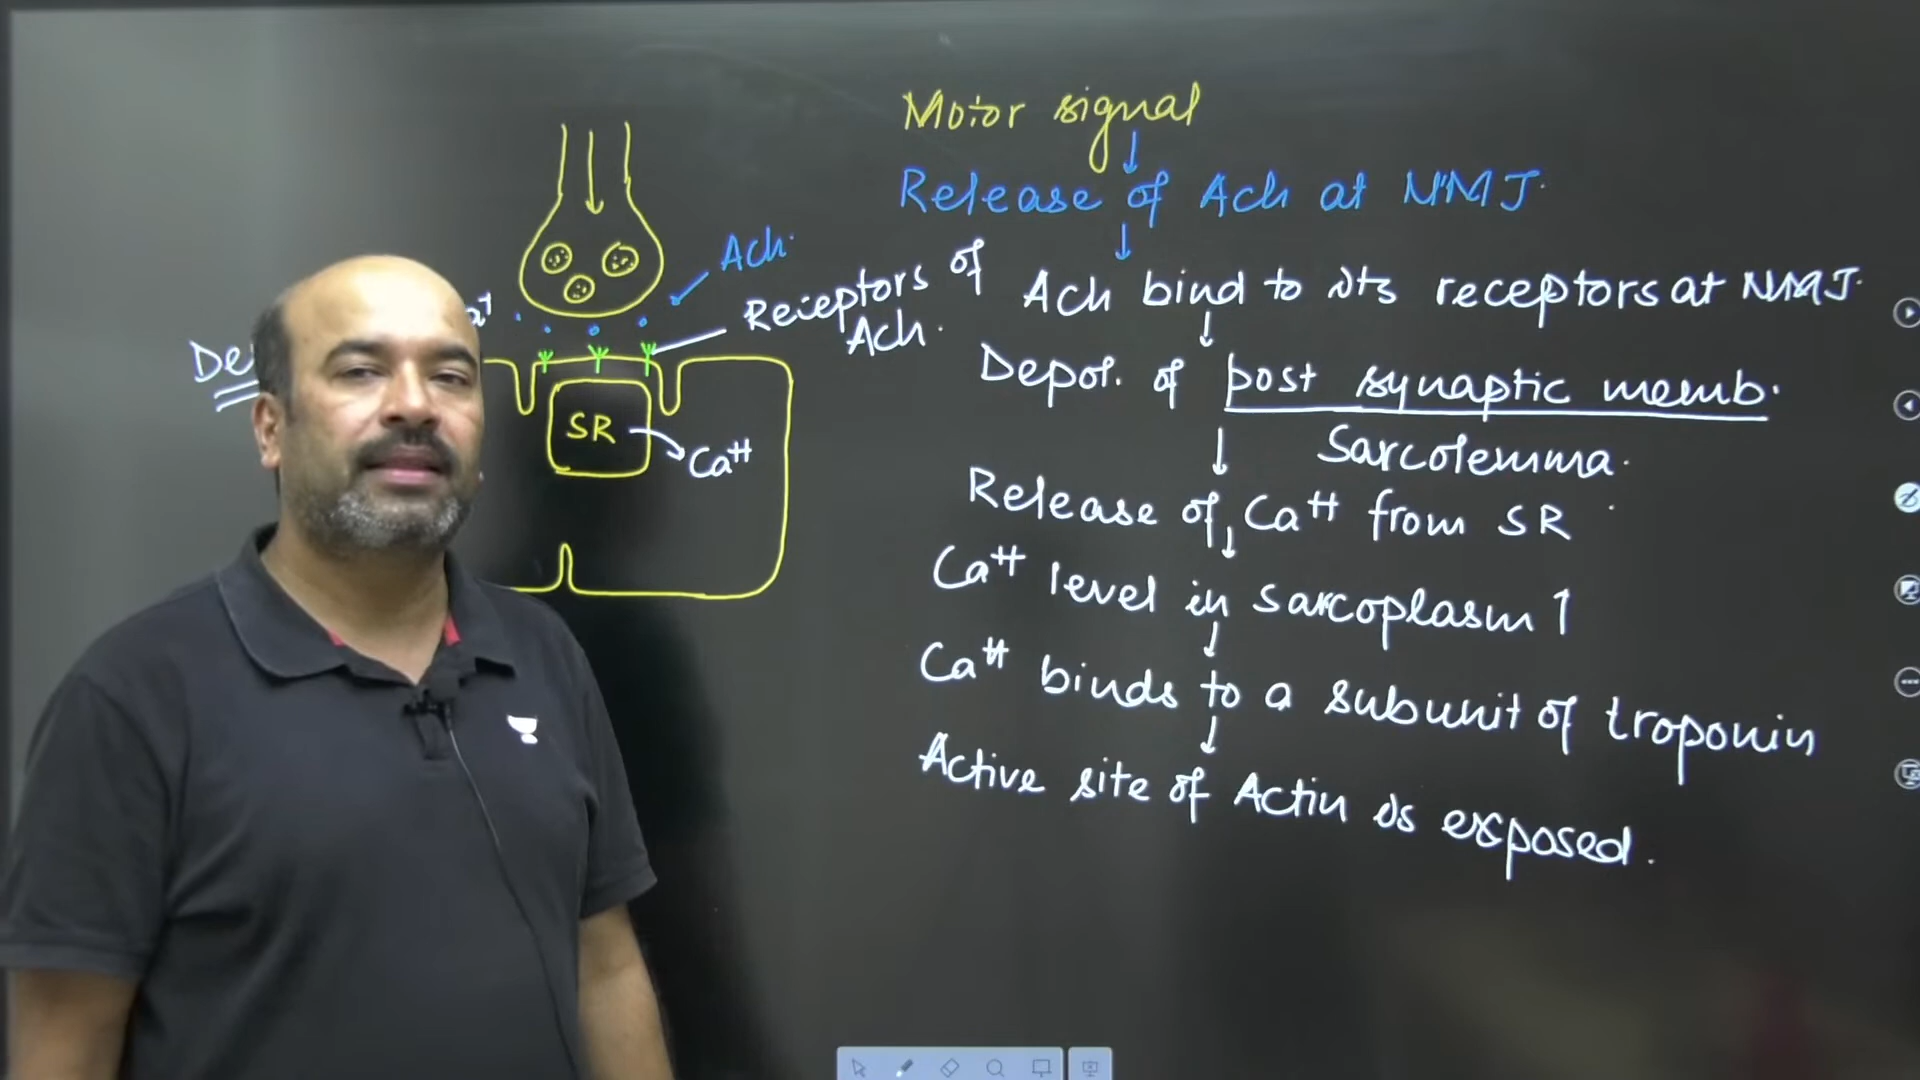 Motor signal
↓
Release of Ach at NMJ.
↓
Ach bind to its receptors at NMJ.
↓
Depol. of post synaptic memb.
Sarcolemma.
↓
Release of Ca++ from SR
↓
Ca++ level in sarcoplasm ↑
↓
Ca++ binds to a subunit of troponin
↓
Active site of Actin is exposed.
Ach.
Receptors of
Ach.
SR
Ca++